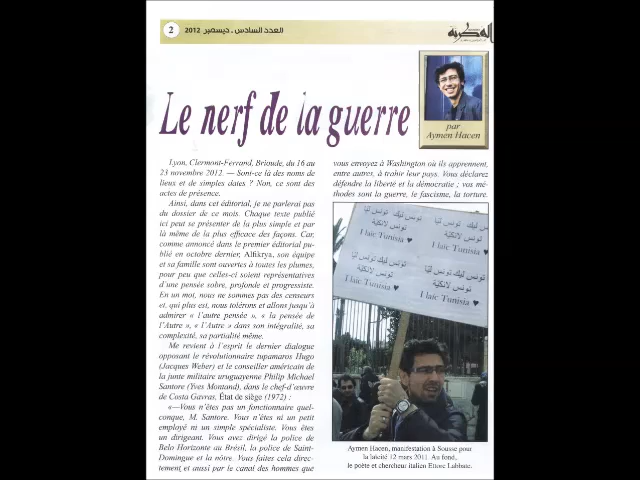 2
العدد السادس . ديسمبر 2012
الفكرية
Le nerf de la guerre
par
Aymen Hacen
Lyon, Clermont-Ferrand, Brioude, du 16 au
23 novembre 2012. — Sont-ce là des noms de
lieux et de simples dates ? Non, ce sont des
actes de présence.
Ainsi, dans cet éditorial, je ne parlerai pas
du dossier de ce mois. Chaque texte publié
ici peut se présenter de la plus simple et par
là même de la plus efficace des façons. Car,
comme annoncé dans le premier éditorial pu-
blié en octobre dernier, Alfikrya, son équipe
et sa famille sont ouvertes à toutes les plumes,
pour peu que celles-ci soient représentatives
d'une pensée sobre, profonde et progressiste.
En un mot, nous ne sommes pas des censeurs
et, qui plus est, nous tolérons et allons jusqu'à
admirer « l'autre pensée », « la pensée de
l'Autre », « l'Autre » dans son intégralité, sa
complexité, sa partialité même.
Me revient à l'esprit le dernier dialogue
opposant le révolutionnaire tupamaros Hugo
(Jacques Weber) et le conseiller américain de
la junte militaire uruguayenne Philip Michael
Santore (Yves Montand), dans le chef-d'œuvre
de Costa Gavras, État de siège (1972) :
«—Vous n'êtes pas un fonctionnaire quel-
conque, M. Santore. Vous n'êtes ni un petit
employé ni un simple spécialiste. Vous êtes
un dirigeant. Vous avez dirigé la police de
Belo Horizonte au Brésil, la police de Saint-
Domingue et la nôtre. Vous faites cela direc-
tement et aussi par le canal des hommes que
vous envoyez à Washington où ils apprennent,
entre autres, à trahir leur pays. Vous déclarez
défendre la liberté et la démocratie ; vos mé-
thodes sont la guerre, le fascisme, la torture.
تونس لائكية
I laïc Tunisia ♥
تونس لائكية
I laïc Tunisia ♥
I laïc Tunisia ♥
I laïc Tunisia ♥
Aymen Hacen, manifestation à Sousse pour
la laïcité 12 mars 2011. Au fond,
le poète et chercheur italien Ettore Labbate.